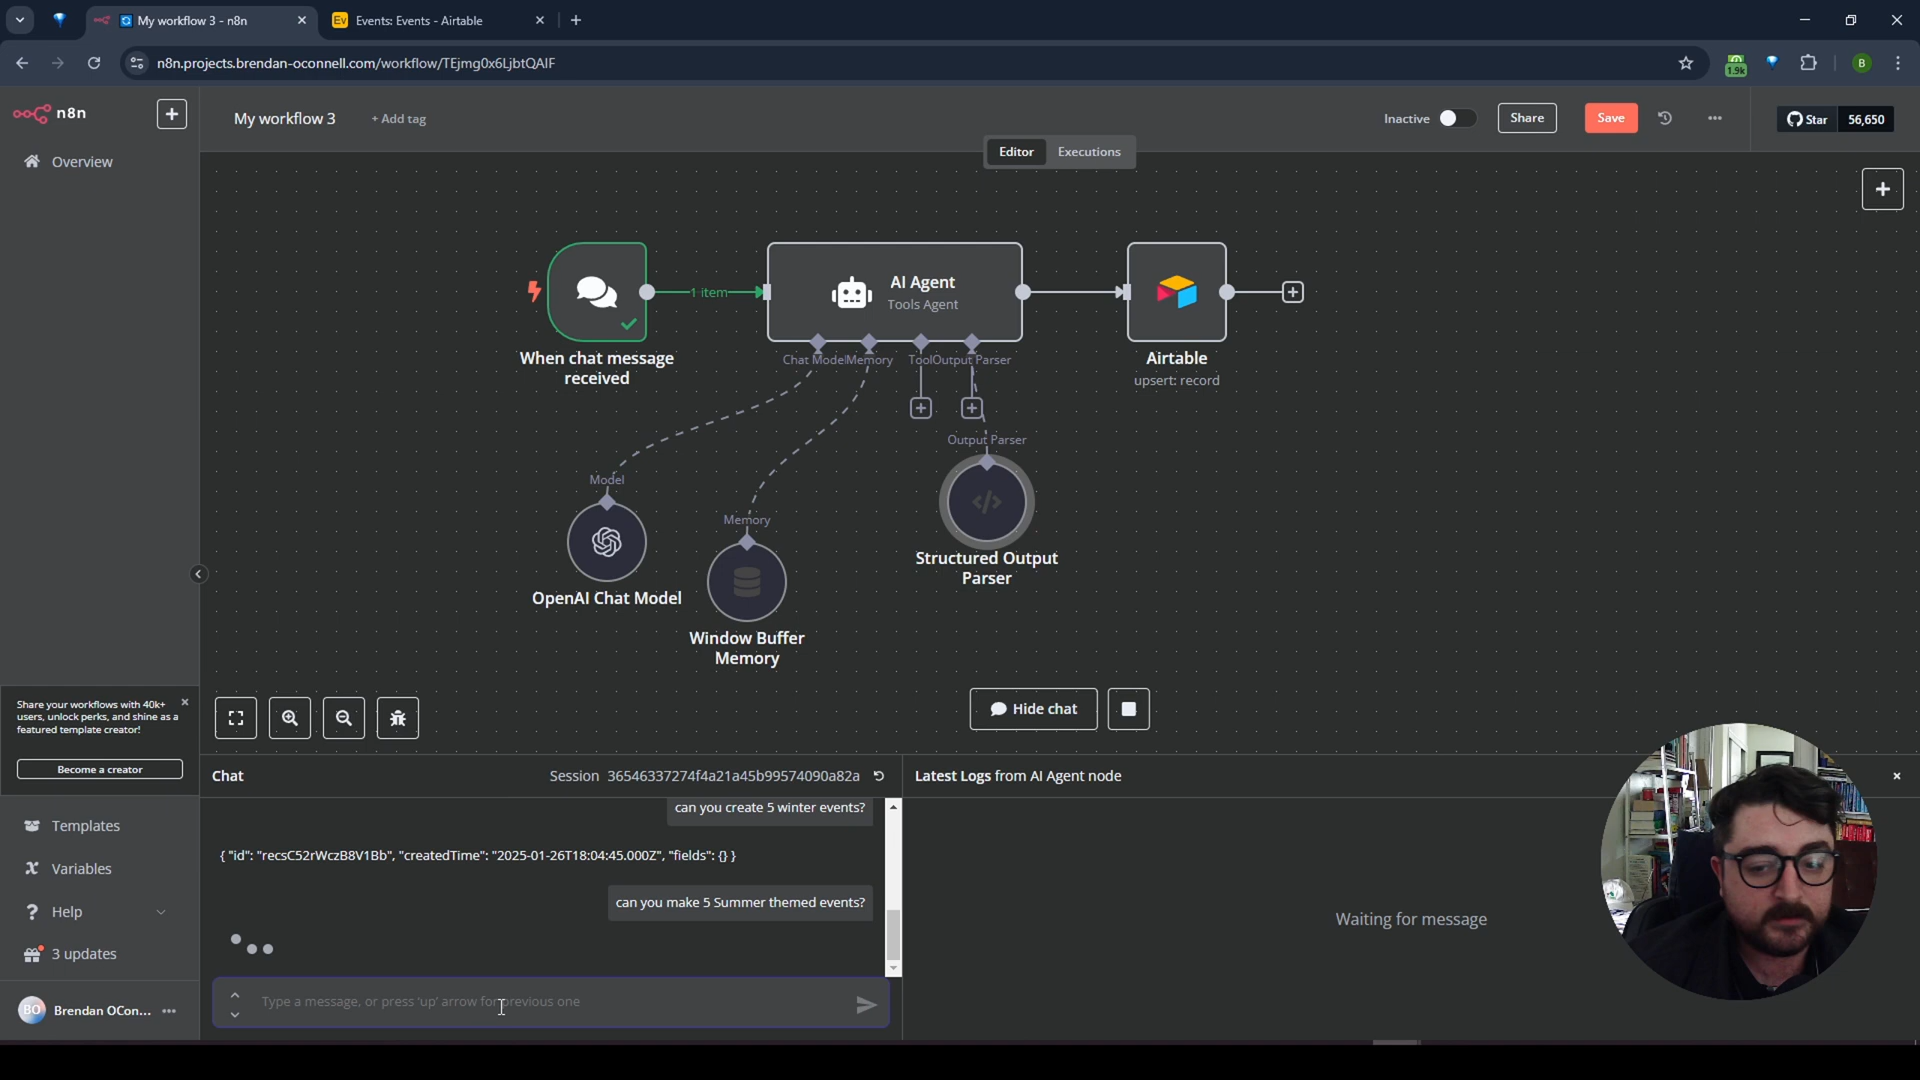 My workflow 3 - n8n
Events: Events - Airtable
n8n.projects.brendan-oconnell.com/workflow/TEjmg0x6LjbtQAIF
1.9k
B
n8n
My workflow 3
+ Add tag
Inactive
Share
Save
Star
56,650
Editor
Executions
Overview
1 item
AI Agent
Tools Agent
When chat message
received
Chat Model
Memory
Tool
Output Parser
Airtable
upsert: record
Output Parser
Model
Memory
Structured Output
Parser
OpenAI Chat Model
Window Buffer
Memory
Share your workflows with 40k+
users, unlock perks, and shine as a
featured template creator!
Become a creator
Hide chat
Chat
Session 36546337274f4a21a45b99574090a82a
Latest Logs from AI Agent node
can you create 5 winter events?
{ "id": "recsC52rWczB8V1Bb", "createdTime": "2025-01-26T18:04:45.000Z", "fields": {} }
can you make 5 Summer themed events?
Waiting for message
Templates
Variables
Help
3 updates
BO
Brendan OCon...
Type a message, or press 'up' arrow for previous one